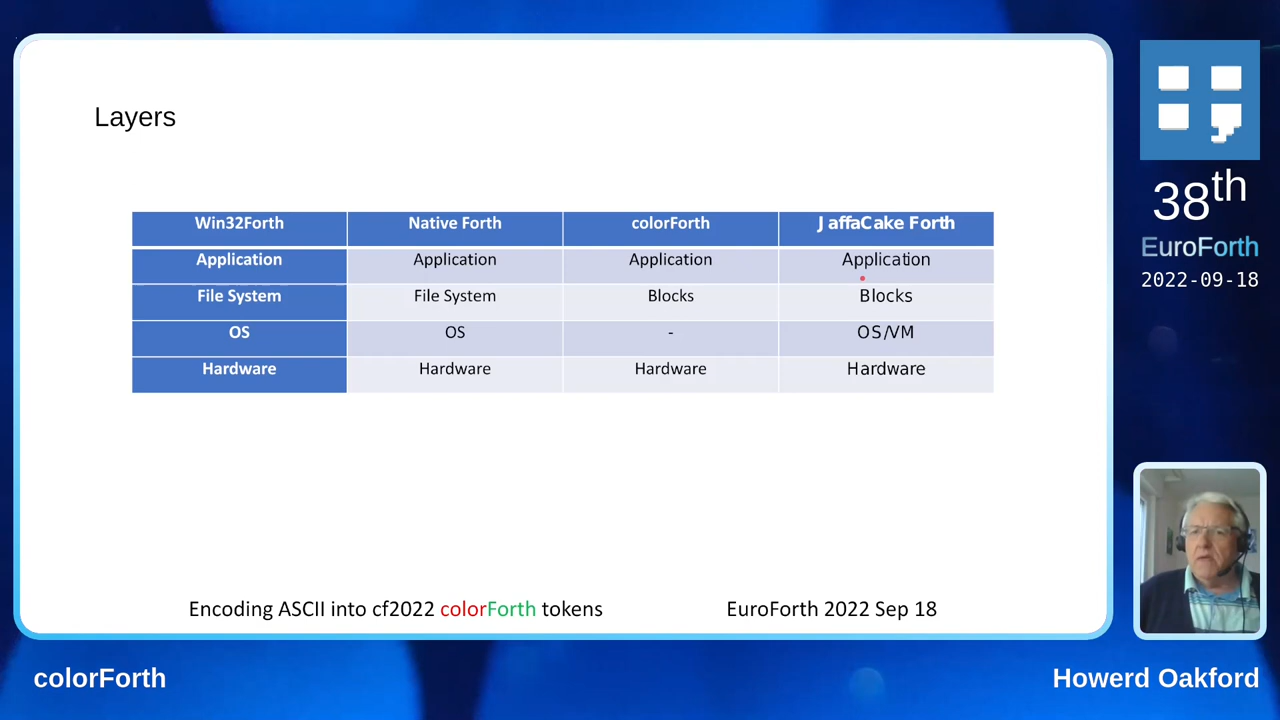 Layers
Win32Forth Native Forth colorForth JaffaCake Forth
Application Application Application Application
File System File System Blocks Blocks
OS OS - OS/VM
Hardware Hardware Hardware Hardware
Encoding ASCII into cf2022 colorForth tokens EuroForth 2022 Sep 18
38th
EuroForth
2022-09-18
colorForth Howerd Oakford